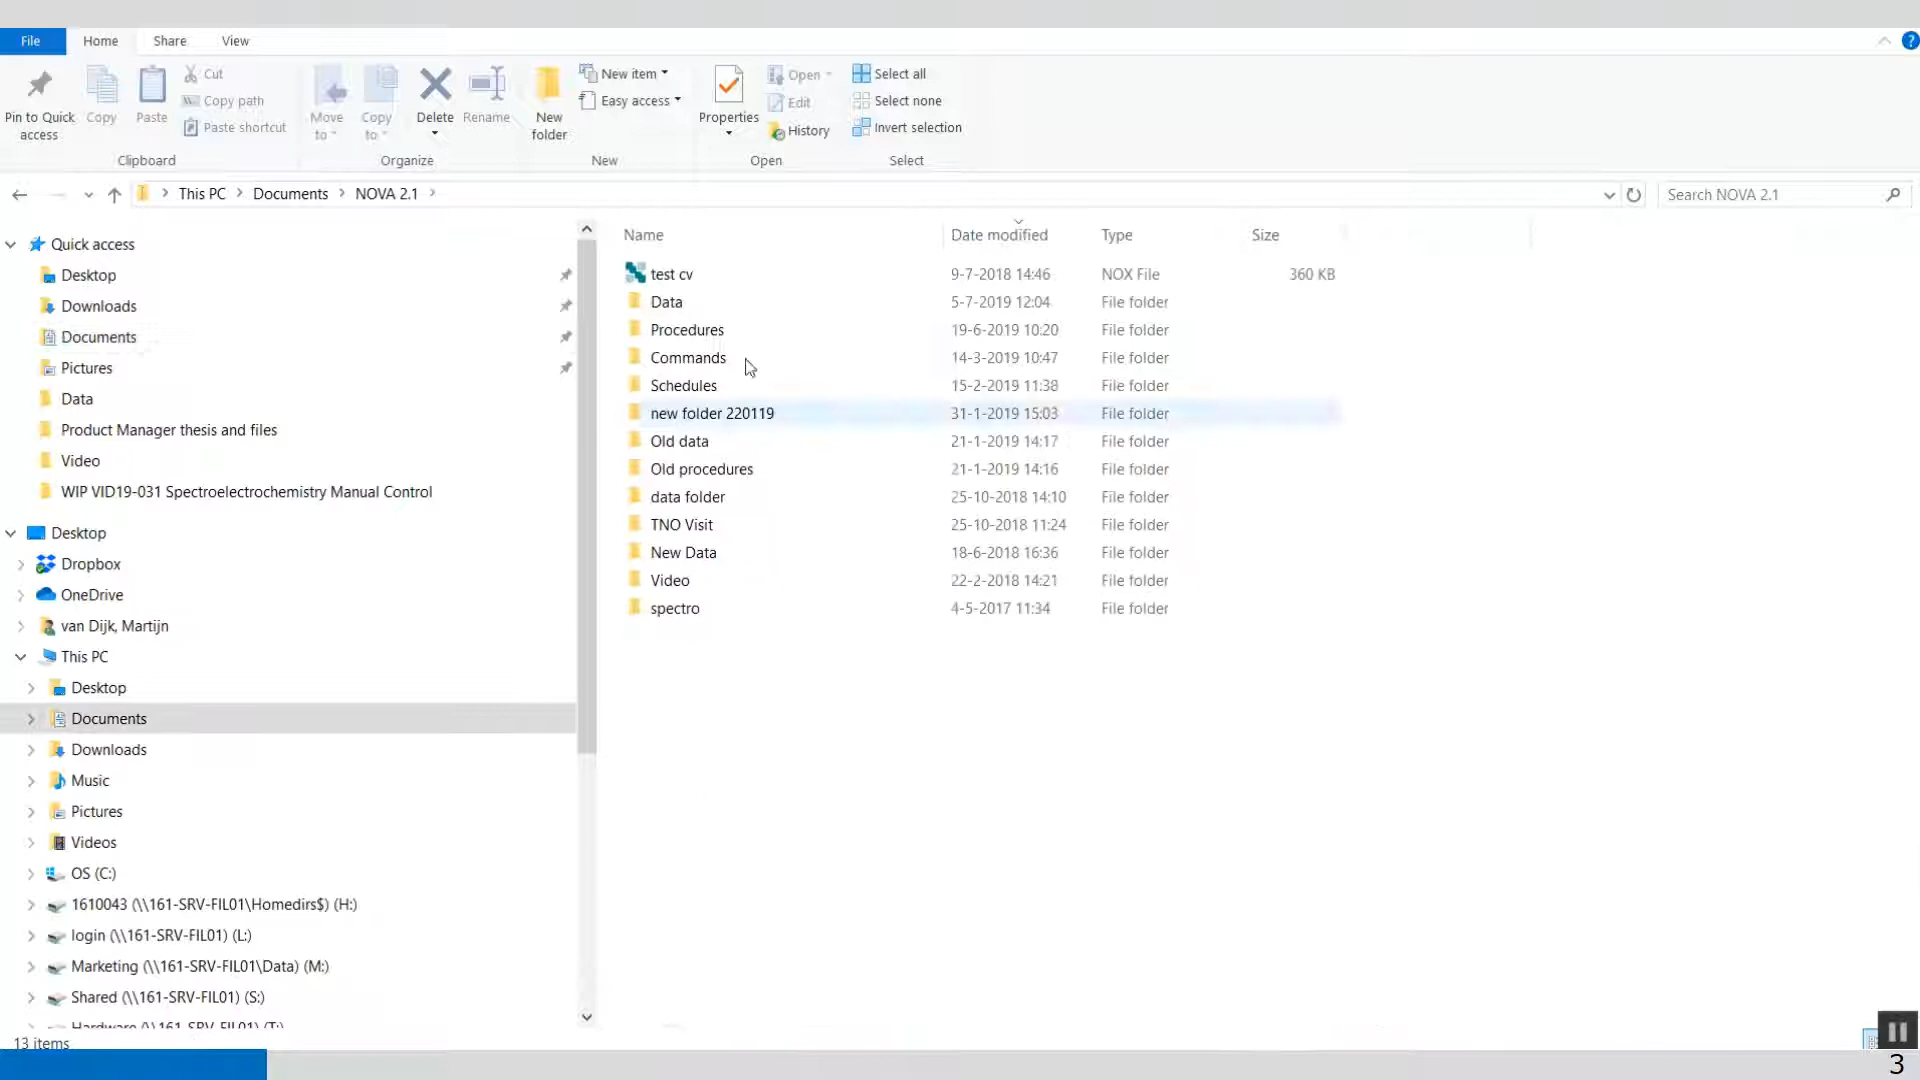 File Home Share View
Pin to Quick access
Copy
Paste
Cut
Copy path
Paste shortcut
Clipboard
Move to
Copy to
Delete
Rename
Organize
New folder
New item
Easy access
New
Properties
Open
Edit
History
Open
Select all
Select none
Invert selection
Select
This PC > Documents > NOVA 2.1 >
Search NOVA 2.1
Quick access
Desktop
Downloads
Documents
Pictures
Data
Product Manager thesis and files
Video
WIP VID19-031 Spectroelectrochemistry Manual Control
Desktop
Dropbox
OneDrive
van Dijk, Martijn
This PC
Desktop
Documents
Downloads
Music
Pictures
Videos
OS (C:)
1610043 (\\161-SRV-FIL01\Homedirs$) (H:)
login (\\161-SRV-FIL01) (L:)
Marketing (\\161-SRV-FIL01\Data) (M:)
Shared (\\161-SRV-FIL01) (S:)
Hardware (\\161-SRV-FIL01) (T:)
Name Date modified Type Size
test cv 9-7-2018 14:46 NOX File 360 KB
Data 5-7-2019 12:04 File folder
Procedures 19-6-2019 10:20 File folder
Commands 14-3-2019 10:47 File folder
Schedules 15-2-2019 11:38 File folder
new folder 220119 31-1-2019 15:03 File folder
Old data 21-1-2019 14:17 File folder
Old procedures 21-1-2019 14:16 File folder
data folder 25-10-2018 14:10 File folder
TNO Visit 25-10-2018 11:24 File folder
New Data 18-6-2018 16:36 File folder
Video 22-2-2018 14:21 File folder
spectro 4-5-2017 11:34 File folder
13 items
3